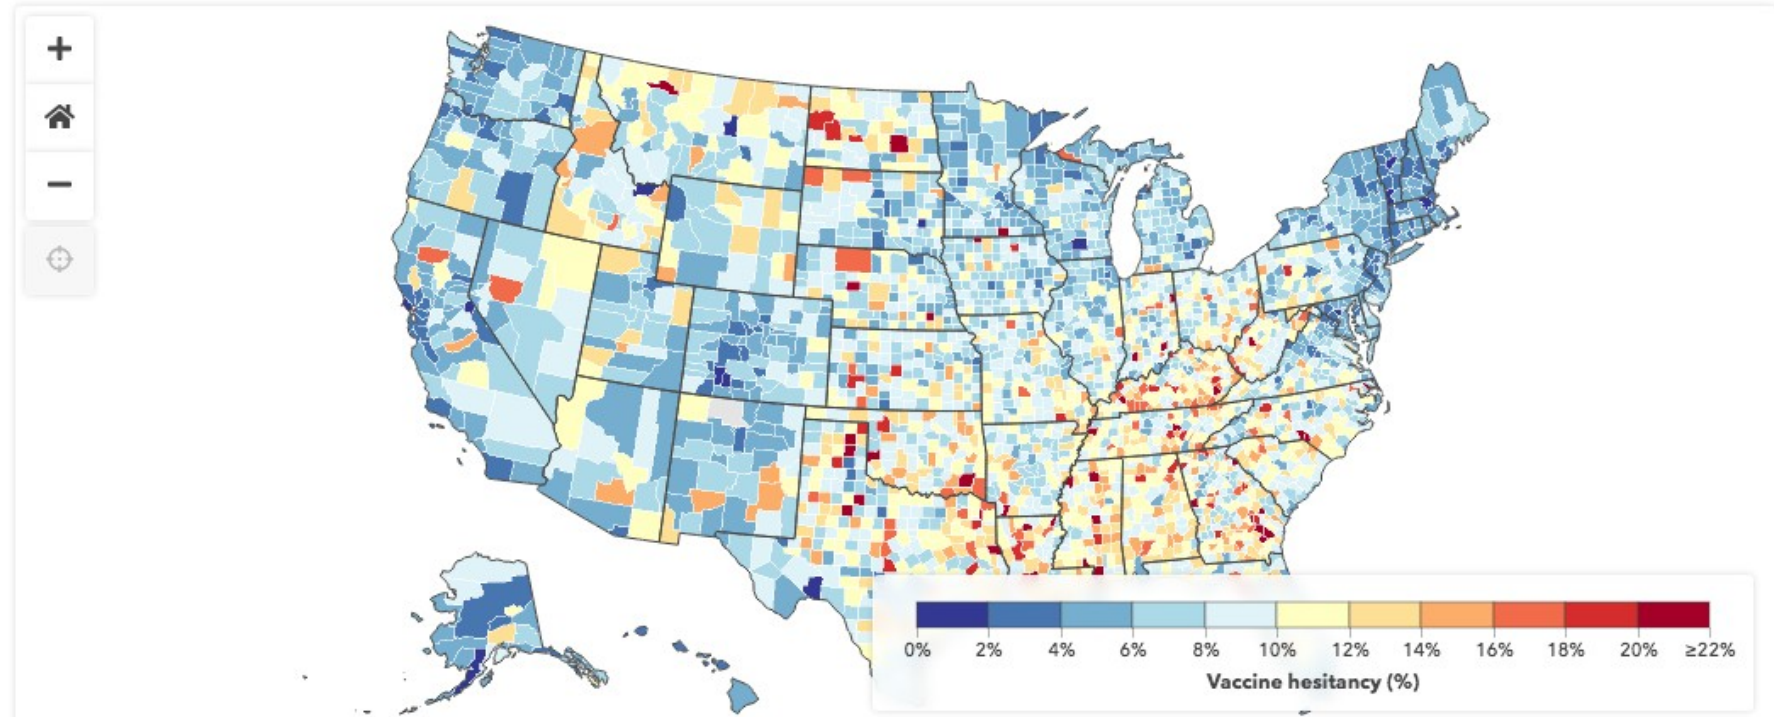 0% 2% 4% 6% 8% 10% 12% 14% 16% 18% 20% ≥22%
Vaccine hesitancy (%)